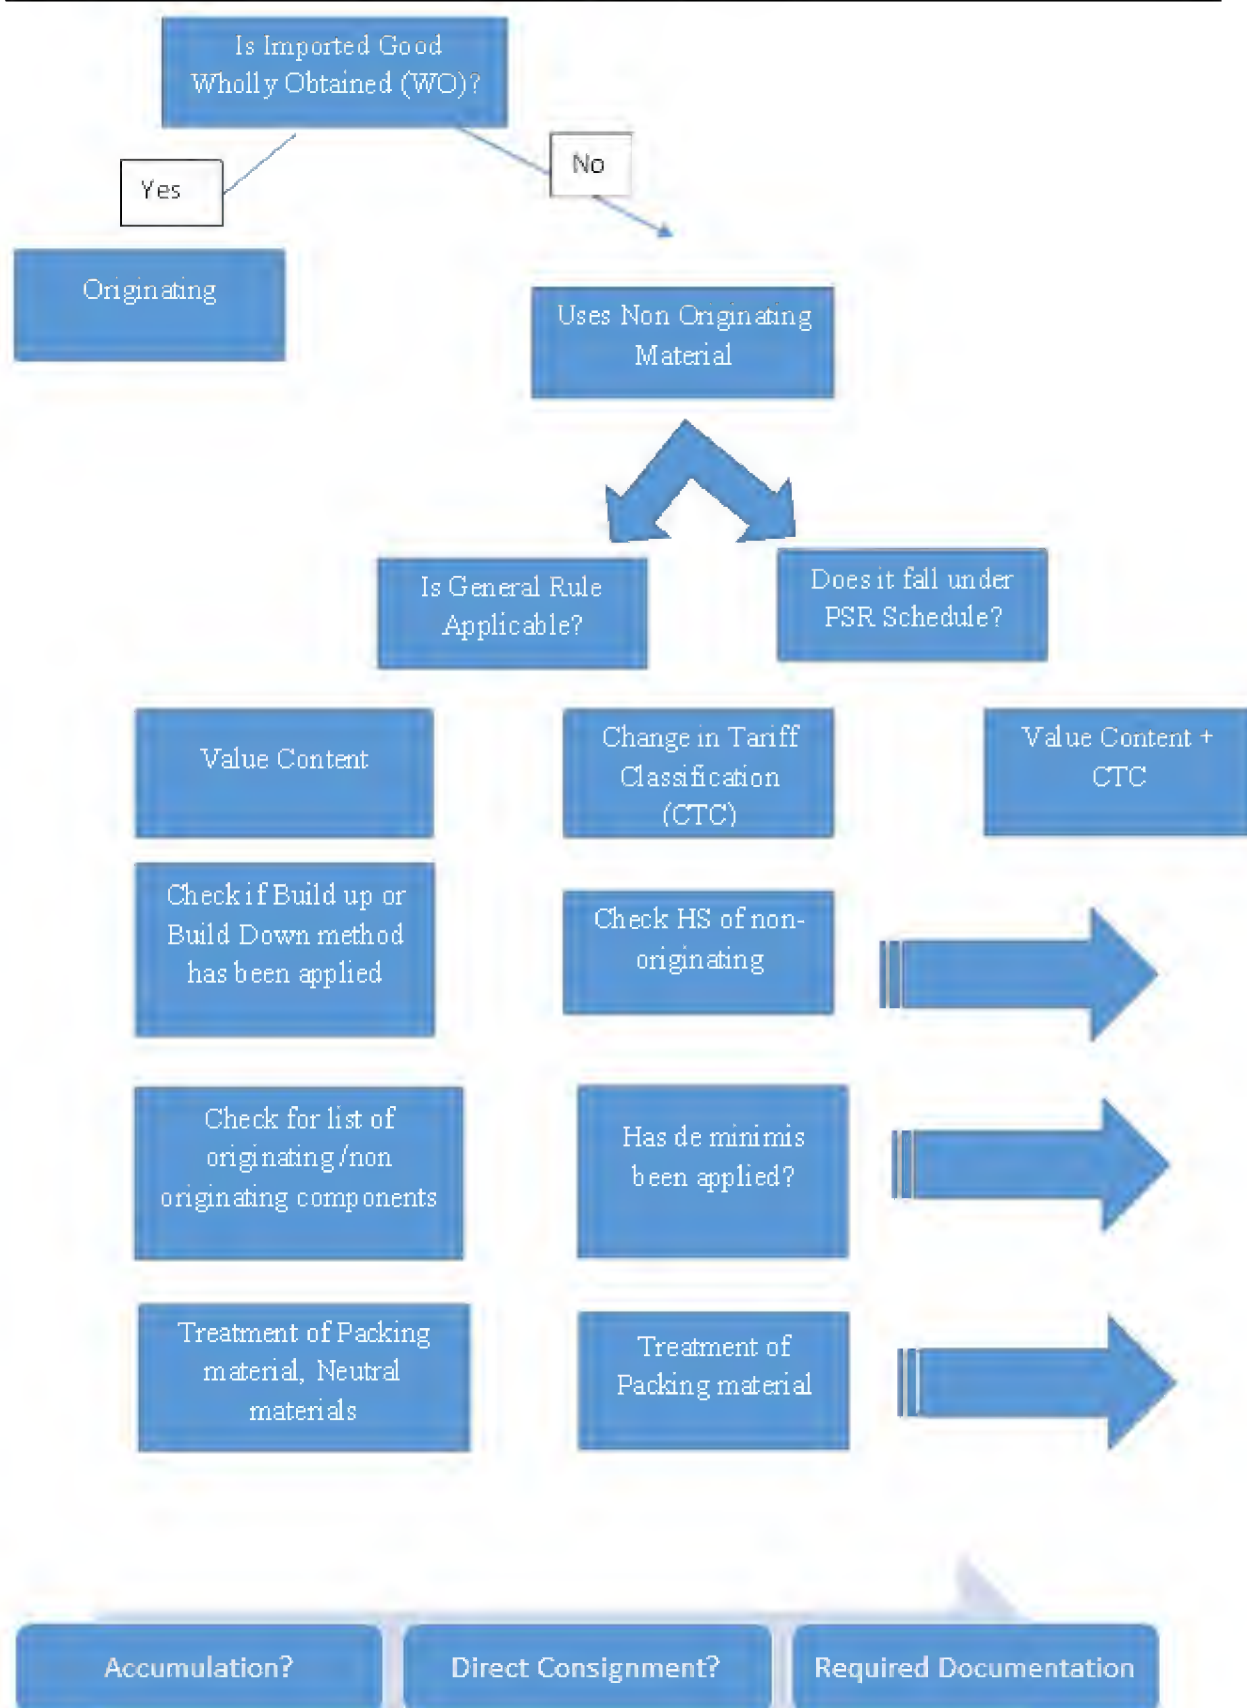 Is Imported Good
Wholly Obtained (WO)?
Yes
No
Originating
Uses Non Originating
Material
Is General Rule
Applicable?
Does it fall under
PSR Schedule?
Value Content
Change in Tariff
Classification
(CTC)
Value Content +
CTC
Check if Build up or
Build Down method
has been applied
Check HS of non-
originating
Check for list of
originating /non
originating components
Has de minimis
been applied?
Treatment of Packing
material, Neutral
materials
Treatment of
Packing material
Accumulation?
Direct Consignment?
Required Documentation